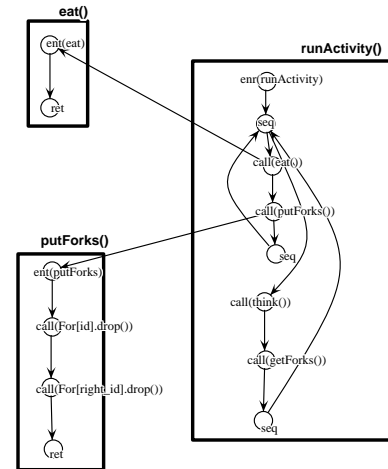 eat()
ent(eat)
ret
runActivity()
enr(runActivity)
seq
call(eat())
call(putForks())
seq
call(think())
call(getForks())
seq
putForks()
ent(putForks)
call(For[id].drop())
call(For[right_id].drop())
ret